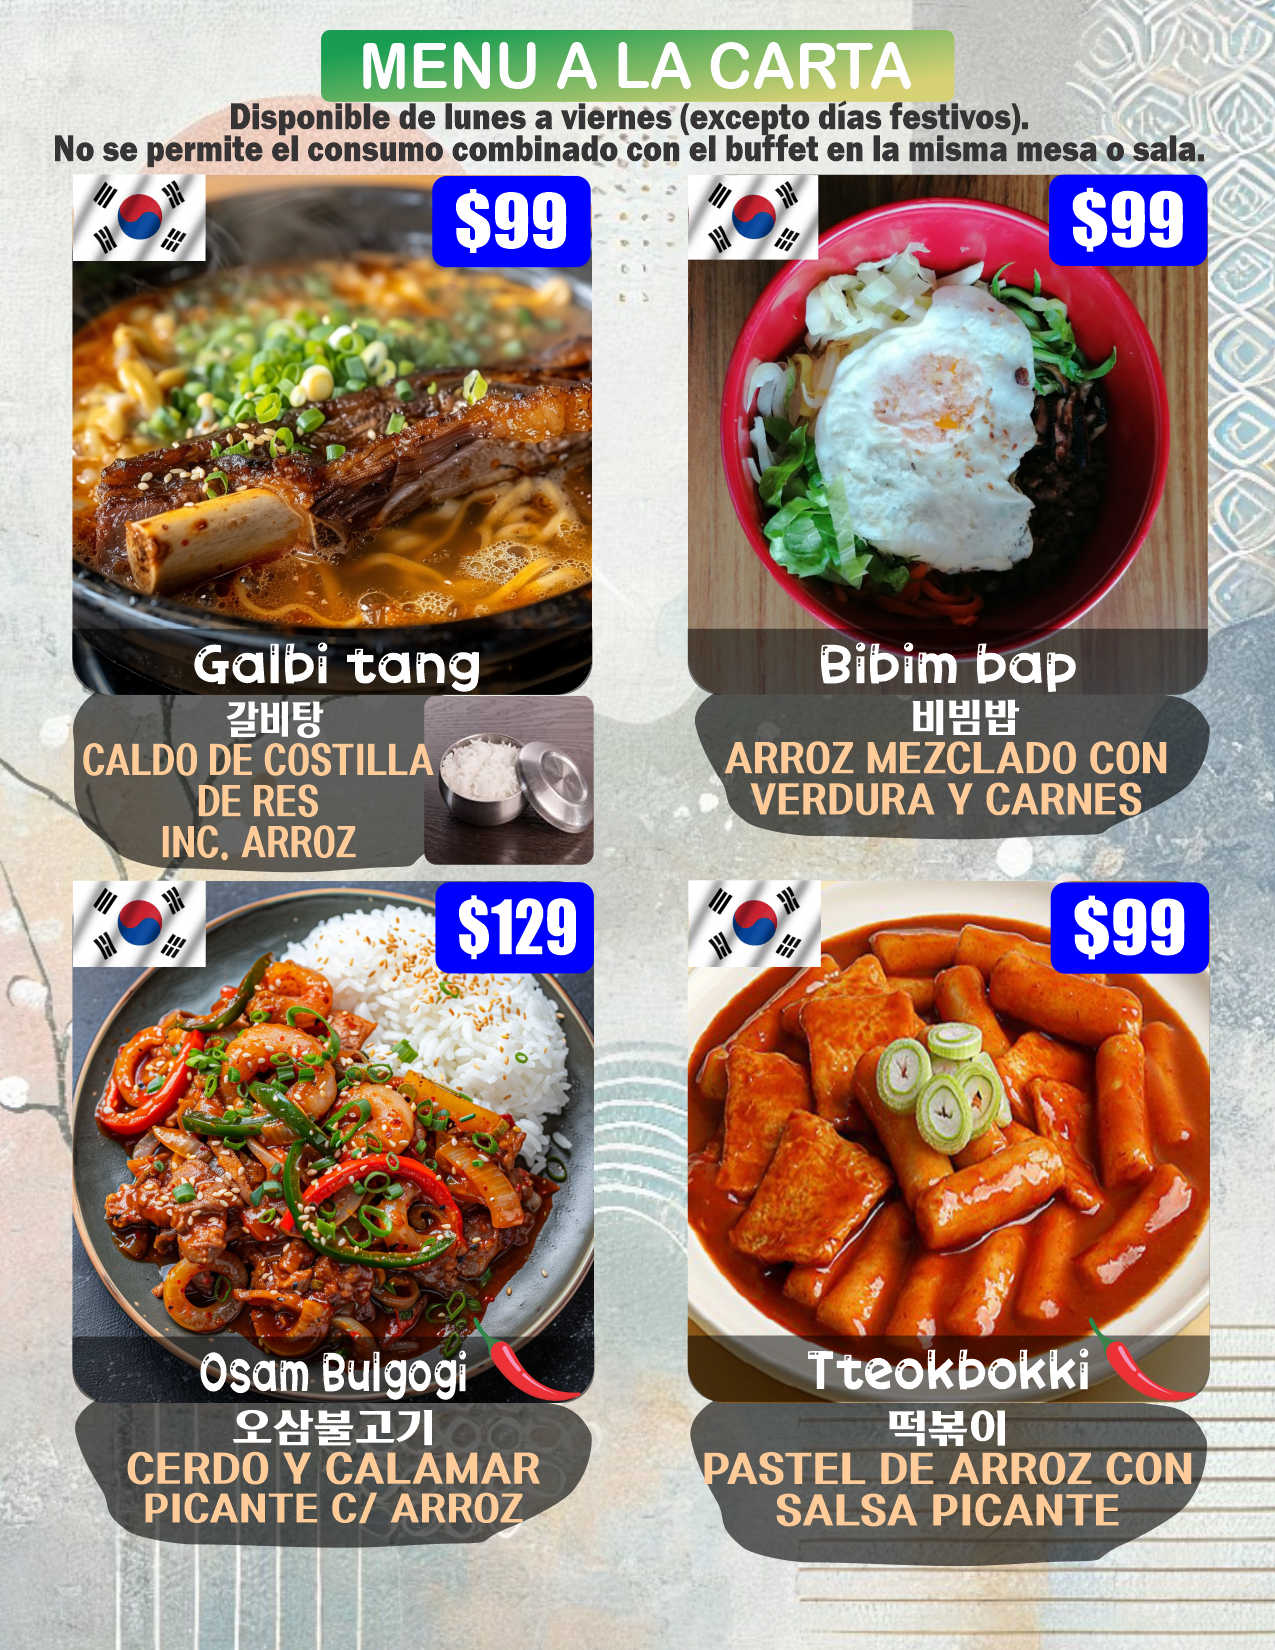 MENU A LA CARTA
Disponible de lunes a viernes (excepto días festivos).
No se permite el consumo combinado con el buffet en la misma mesa o sala.
$99
Galbi tang
갈비탕
CALDO DE COSTILLA
DE RES
INC. ARROZ
$99
Bibim bap
비빔밥
ARROZ MEZCLADO CON
VERDURA Y CARNES
$129
Osam Bulgogi
오삼불고기
CERDO Y CALAMAR
PICANTE C/ ARROZ
$99
Tteokbokki
떡볶이
PASTEL DE ARROZ CON
SALSA PICANTE